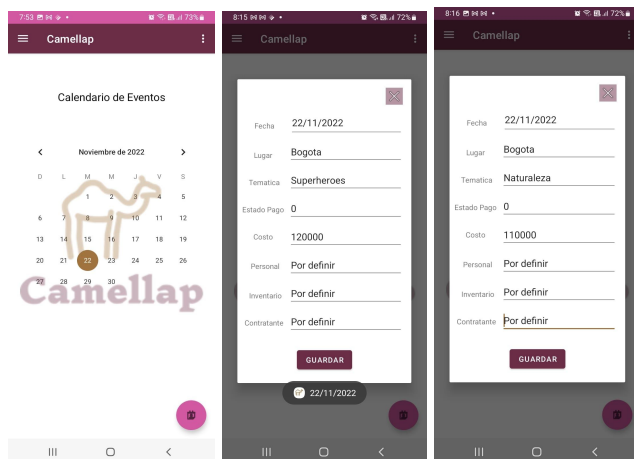 7:53
73%
Camellap
Calendario de Eventos
Noviembre de 2022
D L M M J V S
1 2 3 4 5
6 7 8 9 10 11 12
13 14 15 16 17 18 19
20 21 22 23 24 25 26
27 28 29 30
Camellap
8:15
72%
Camellap
Fecha 22/11/2022
Lugar Bogota
Tematica Superheroes
Estado Pago 0
Costo 120000
Personal Por definir
Inventario Por definir
Contratante Por definir
GUARDAR
22/11/2022
8:16
72%
Camellap
Fecha 22/11/2022
Lugar Bogota
Tematica Naturaleza
Estado Pago 0
Costo 110000
Personal Por definir
Inventario Por definir
Contratante Por definir
GUARDAR